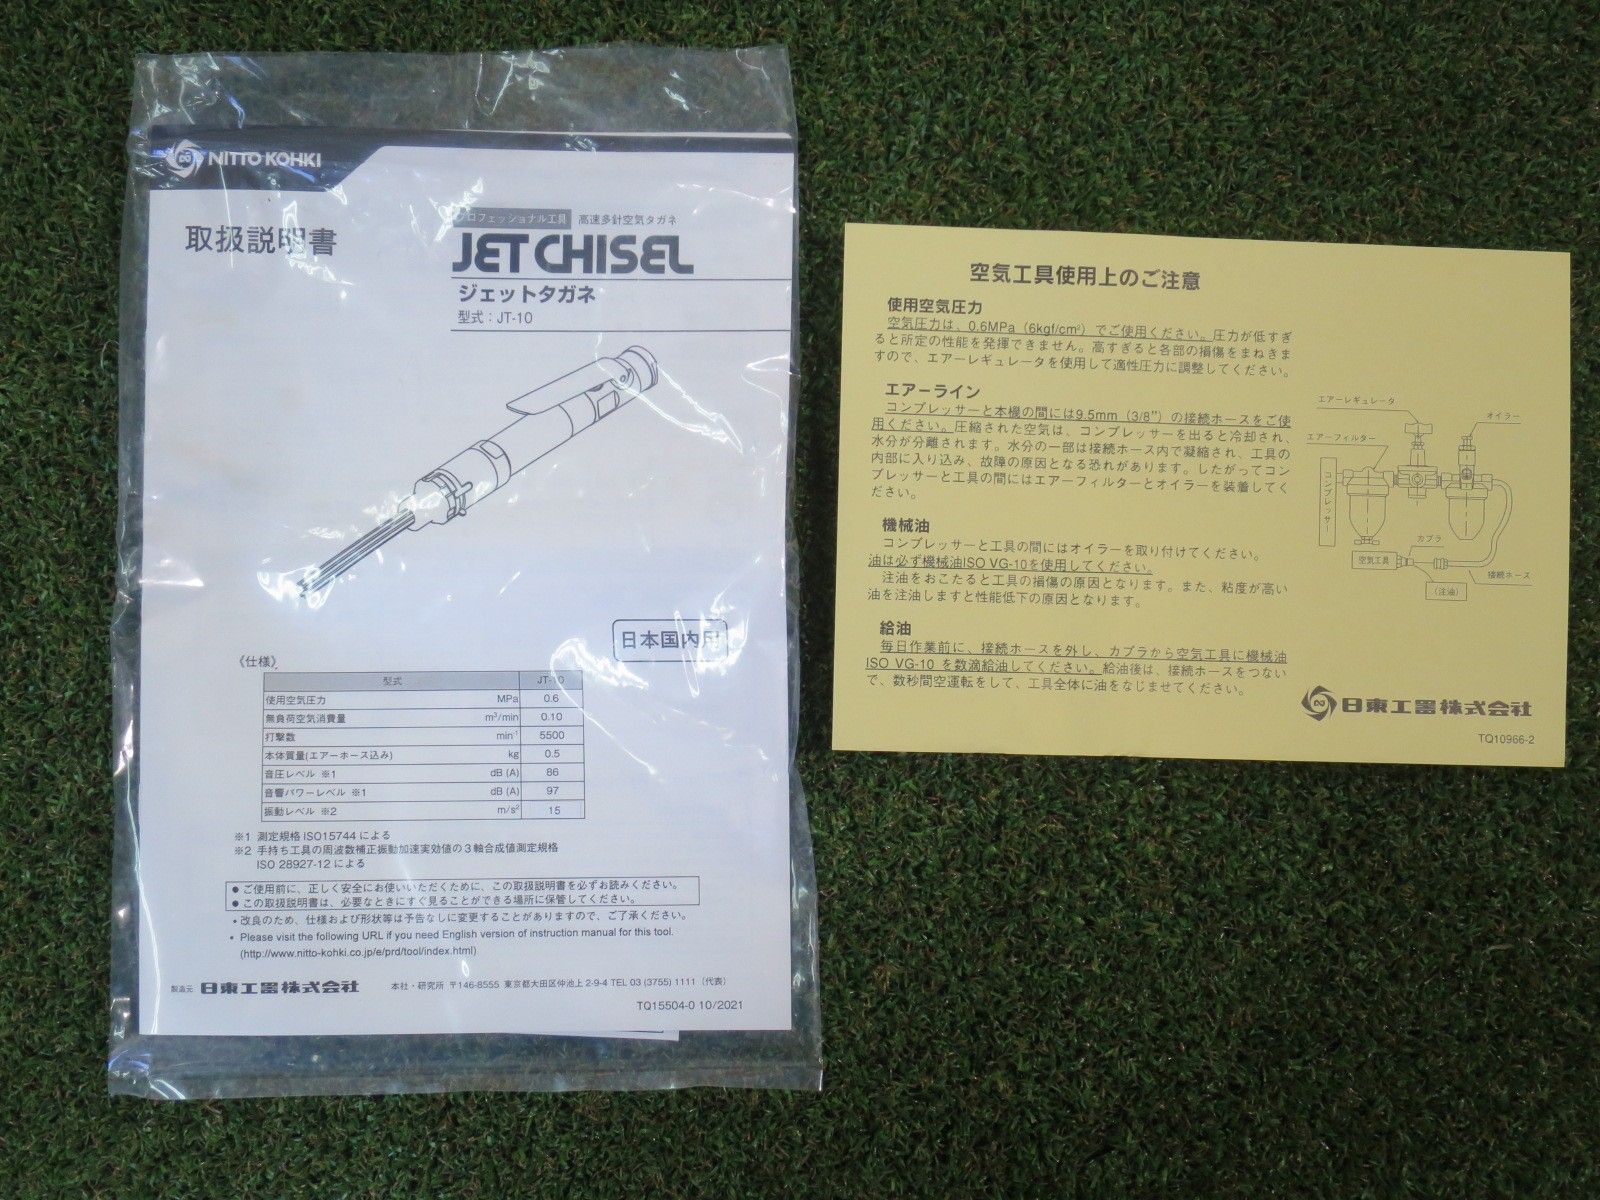 NITTO KOHKI
取扱説明書
プロフェッショナル工具 高速多針空気タガネ
JET CHISEL
ジェットタガネ
型式：JT-10
日本国内用
《仕様》
型式 JT-10
使用空気圧力 MPa 0.6
無負荷空気消費量 m³/min 0.10
打撃数 min⁻¹ 5500
本体質量(エアーホース込み) kg 0.5
音圧レベル ※1 dB (A) 86
音響パワーレベル ※1 dB (A) 97
振動レベル ※2 m/s² 15
※1 測定規格 ISO15744 による
※2 手持ち工具の周波数補正振動加速実効値の3軸合成値測定規格
ISO 28927-12 による
● ご使用前に、正しく安全にお使いいただくために、この取扱説明書を必ずお読みください。
● この取扱説明書は、必要なときにすぐ見ることができる場所に保管してください。
• 改良のため、仕様および形状等は予告なしに変更することがありますので、ご了承ください。
• Please visit the following URL if you need English version of instruction manual for this tool.
(http://www.nitto-kohki.co.jp/e/prd/tool/index.html)
製造元 日東工器株式会社 本社・研究所 〒146-8555 東京都大田区仲池上 2-9-4 TEL 03 (3755) 1111（代表）
TQ15504-0 10/2021
空気工具使用上のご注意
使用空気圧力
空気圧力は、0.6MPa（6kgf/cm²）でご使用ください。圧力が低すぎ
ると所定の性能を発揮できません。高すぎると各部の損傷をまねきま
すので、エアーレギュレータを使用して適性圧力に調整してください。
エアーライン
コンプレッサーと本機の間には9.5mm（3/8"）の接続ホースをご使
用ください。圧縮された空気は、コンプレッサーを出ると冷却され、
水分が分離されます。水分の一部は接続ホース内で凝縮され、工具の
内部に入り込み、故障の原因となる恐れがあります。したがってコン
プレッサーと工具の間にはエアーフィルターとオイラーを装着してく
ださい。
機械油
コンプレッサーと工具の間にはオイラーを取り付けてください。
油は必ず機械油ISO VG-10を使用してください。
注油をおこたると工具の損傷の原因となります。また、粘度が高い
油を注油しますと性能低下の原因となります。
給油
毎日作業前に、接続ホースを外し、カプラから空気工具に機械油
ISO VG-10 を数滴給油してください。給油後は、接続ホースをつない
で、数秒間空運転をして、工具全体に油をなじませてください。
エアーレギュレータ
オイラー
エアーフィルター
コンプレッサー
カプラ
空気工具
接続ホース
（注油）
日東工器株式会社
TQ10966-2